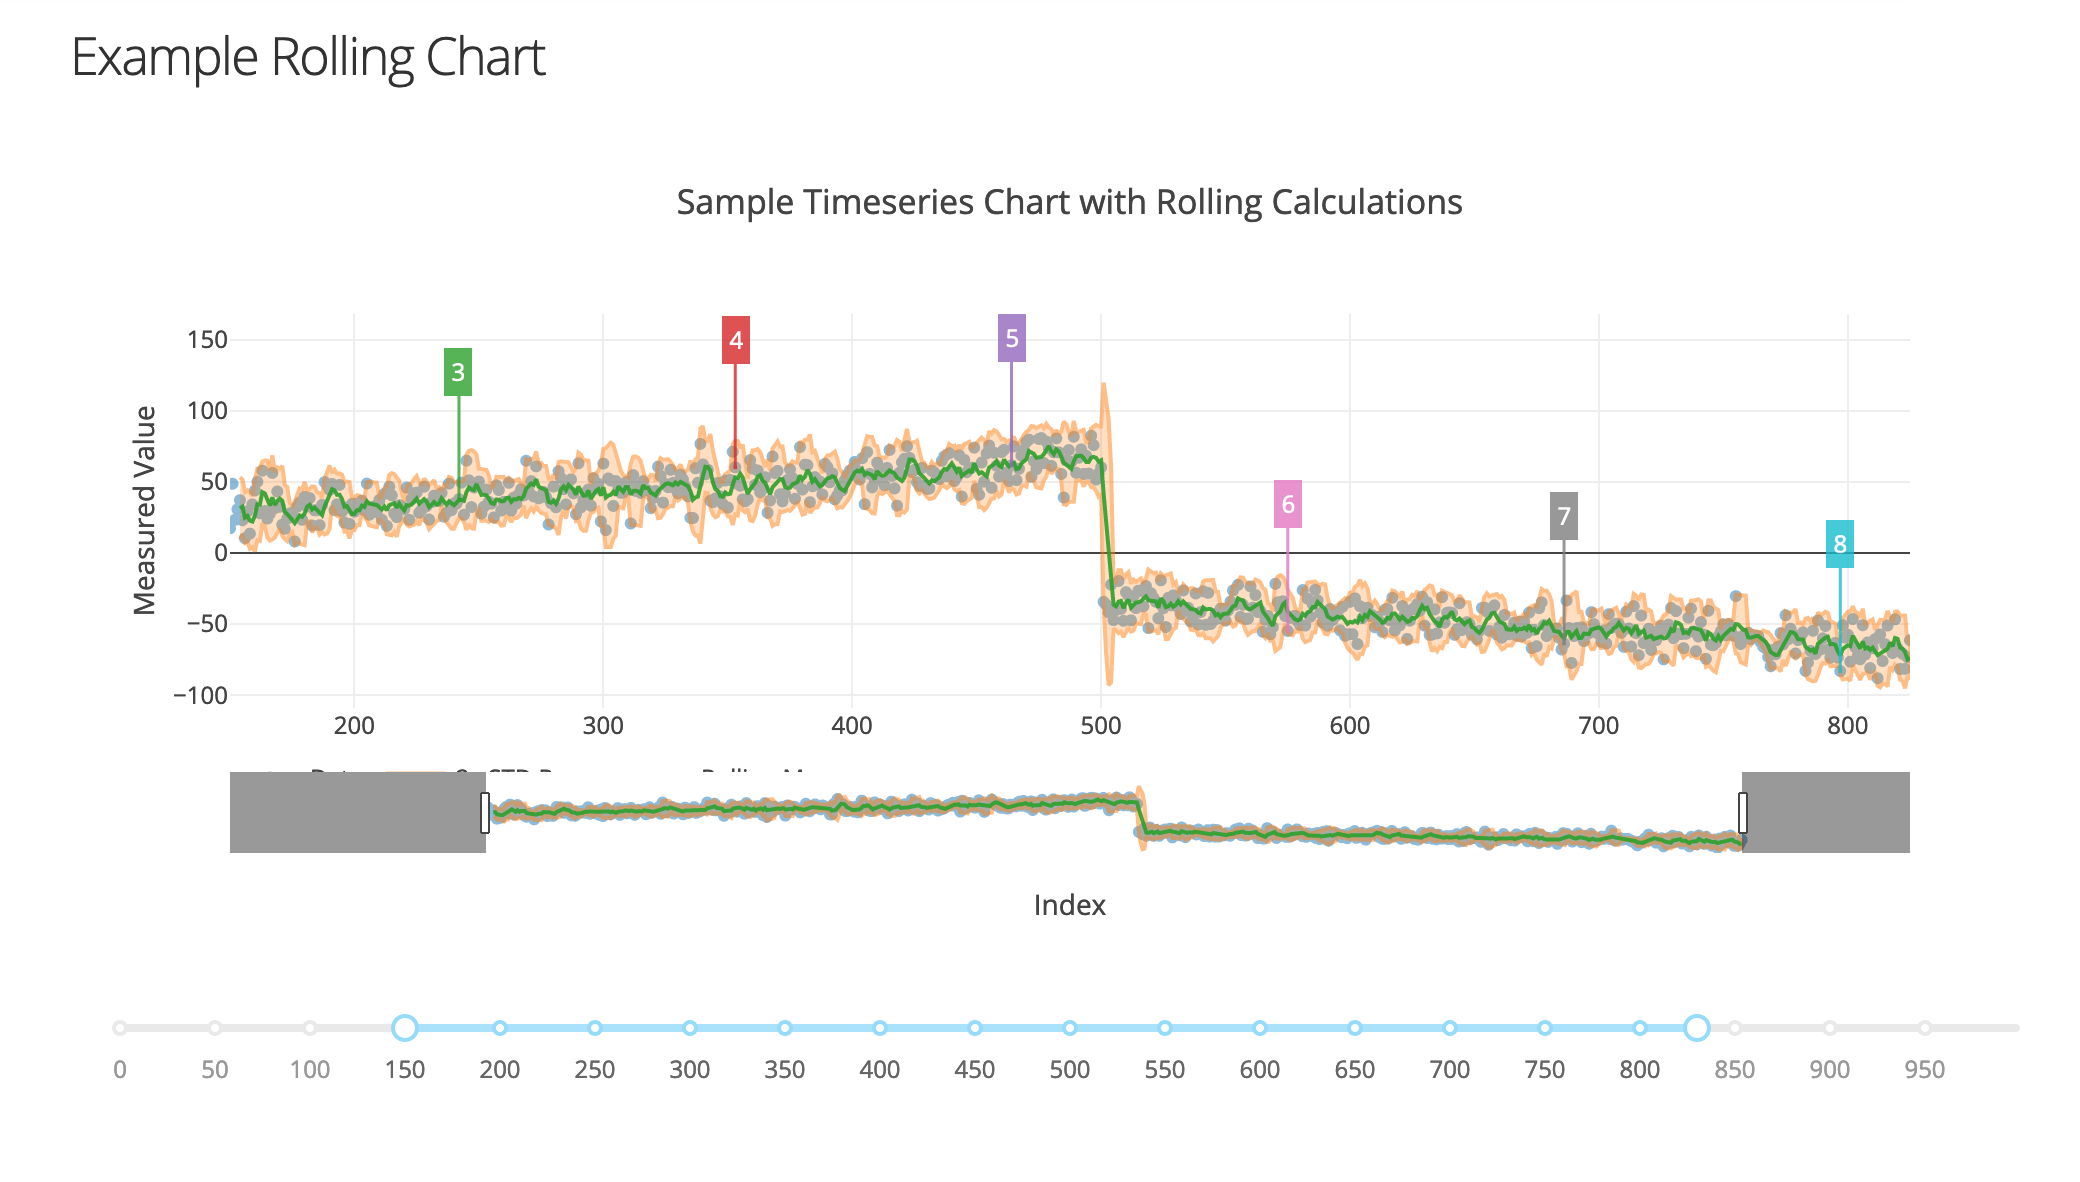 Example Rolling Chart
Sample Timeseries Chart with Rolling Calculations
Measured Value
150
100
50
0
−50
−100
3
4
5
6
7
8
200 300 400 500 600 700 800
Index
0 50 100 150 200 250 300 350 400 450 500 550 600 650 700 750 800 850 900 950